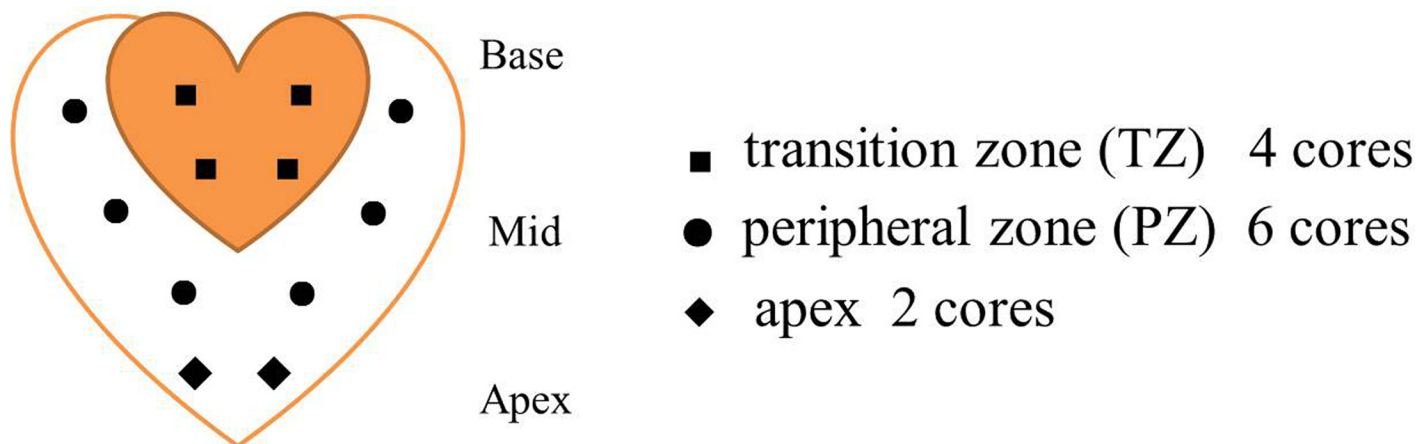 Base
Mid
Apex
transition zone (TZ) 4 cores
peripheral zone (PZ) 6 cores
apex 2 cores